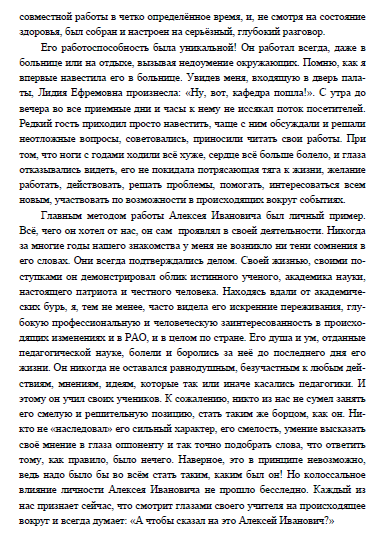 совместной работы в четко определённое время, и, не смотря на состояние
здоровья, был собран и настроен на серьёзный, глубокий разговор.
Его работоспособность была уникальной! Он работал всегда, даже в
больнице или на отдыхе, вызывая недоумение окружающих. Помню, как я
впервые навестила его в больнице. Увидев меня, входящую в дверь пала-
ты, Лидия Ефремовна произнесла: «Ну, вот, кафедра пошла!». С утра до
вечера во все приемные дни и часы к нему не иссякал поток посетителей.
Редкий гость приходил просто навестить, чаще с ним обсуждали и решали
неотложные вопросы, советовались, приносили читать свои работы. При
том, что ноги с годами ходили всё хуже, сердце всё больше болело, и глаза
отказывались видеть, его не покидала потрясающая тяга к жизни, желание
работать, действовать, решать проблемы, помогать, интересоваться всем
новым, участвовать по возможности в происходящих вокруг событиях.
Главным методом работы Алексея Ивановича был личный пример.
Всё, чего он хотел от нас, он сам проявлял в своей деятельности. Никогда
за многие годы нашего знакомства у меня не возникло ни тени сомнения в
его словах. Они всегда подтверждались делом. Своей жизнью, своими по-
ступками он демонстрировал облик истинного ученого, академика науки,
настоящего патриота и честного человека. Находясь вдали от академиче-
ских бурь, я, тем не менее, часто видела его искренние переживания, глу-
бокую профессиональную и человеческую заинтересованность в происхо-
дящих изменениях и в РАО, и в целом по стране. Его душа и ум, отданные
педагогической науке, болели и боролись за неё до последнего дня его
жизни. Он никогда не оставался равнодушным, безучастным к любым дей-
ствиям, мнениям, идеям, которые так или иначе касались педагогики. И
этому он учил своих учеников. К сожалению, никто из нас не сумел занять
его смелую и решительную позицию, стать таким же борцом, как он. Ни-
кто не «наследовал» его сильный характер, его смелость, умение высказать
своё мнение в глаза оппоненту и так точно подобрать слова, что ответить
тому, как правило, было нечего. Наверное, это в принципе невозможно,
ведь надо было бы во всём стать таким, каким был он! Но колоссальное
влияние личности Алексея Ивановича не прошло бесследно. Каждый из
нас признает сейчас, что смотрит глазами своего учителя на происходящее
вокруг и всегда думает: «А чтобы сказал на это Алексей Иванович?»